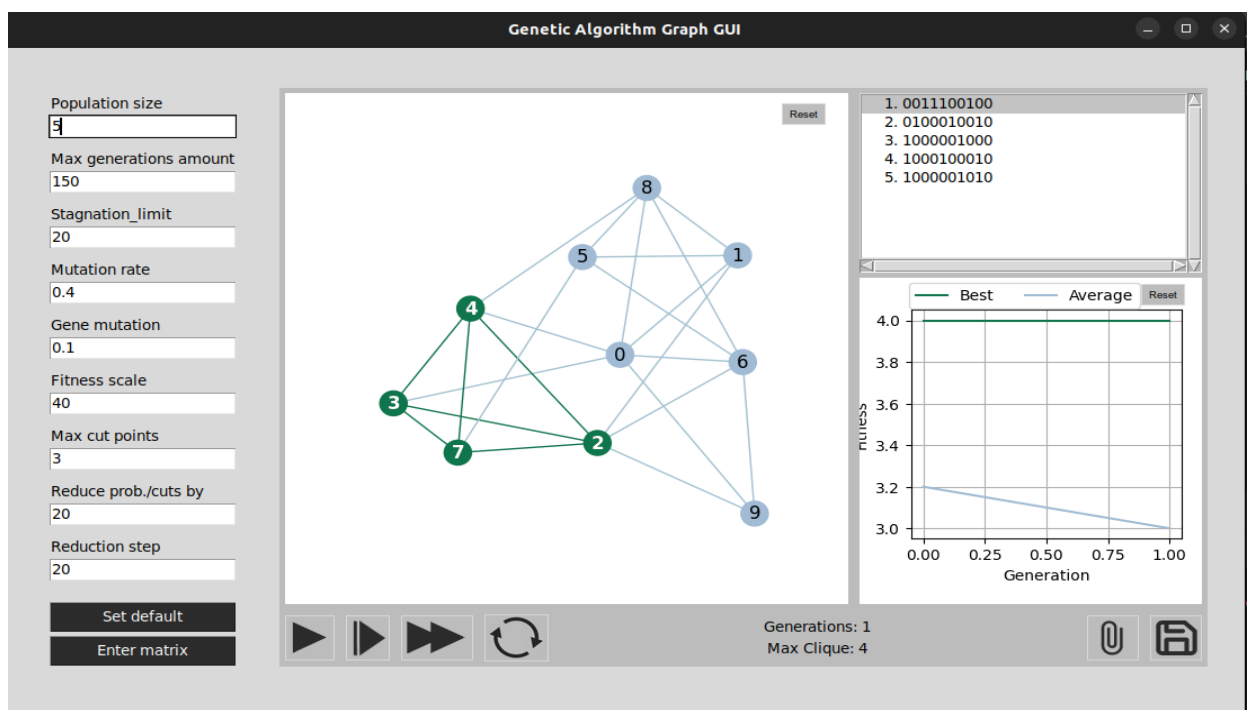 Genetic Algorithm Graph GUI
Population size
5
Max generations amount
150
Stagnation_limit
20
Mutation rate
0.4
Gene mutation
0.1
Fitness scale
40
Max cut points
3
Reduce prob./cuts by
20
Reduction step
20
Set default
Enter matrix
Reset
8
5
1
4
0
6
3
7
2
9
Generations: 1
Max Clique: 4
1. 0011100100
2. 0100010010
3. 1000001000
4. 1000100010
5. 1000001010
Best
Average
Reset
4.0
3.8
3.6
3.4
3.2
3.0
Fitness
0.00 0.25 0.50 0.75 1.00
Generation